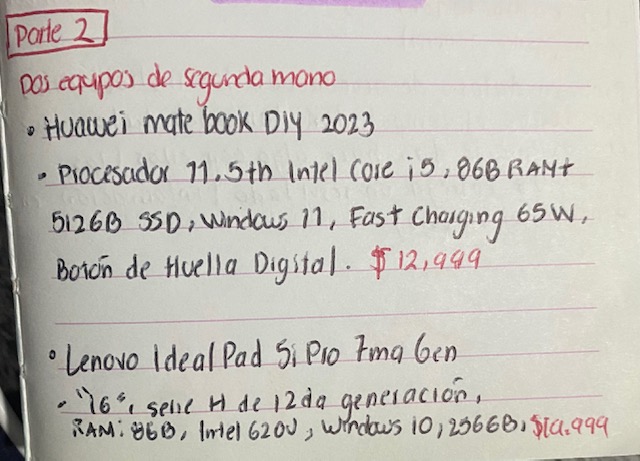 Parte 2
Dos equipos de segunda mano
• Huawei mate book D14 2023
• Procesador 11.5th Intel Core i5, 8GB RAM+
512GB SSD, Windows 11, Fast Charging 65W,
Botón de Huella Digital. $12,999
• Lenovo IdealPad 5i Pro 7ma Gen
• "16", serie H de 12da generación,
RAM: 8GB, Intel 620U, Windows 10, 256GB, $19.999